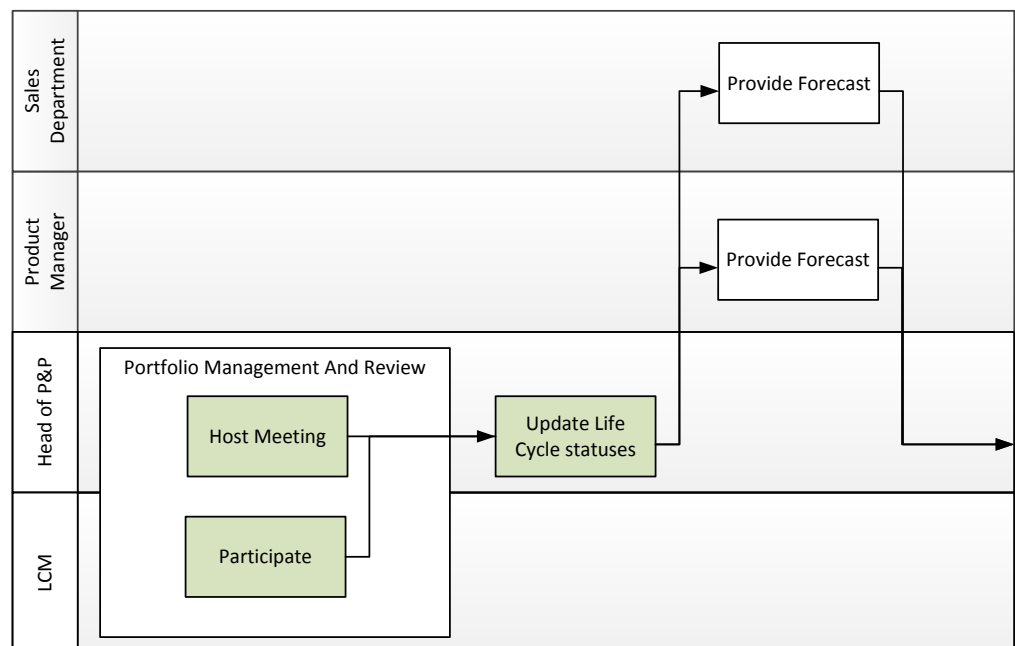 Sales
Department
Provide Forecast
Product
Manager
Provide Forecast
Head of P&P
Portfolio Management And Review
Host Meeting
Update Life
Cycle statuses
LCM
Participate